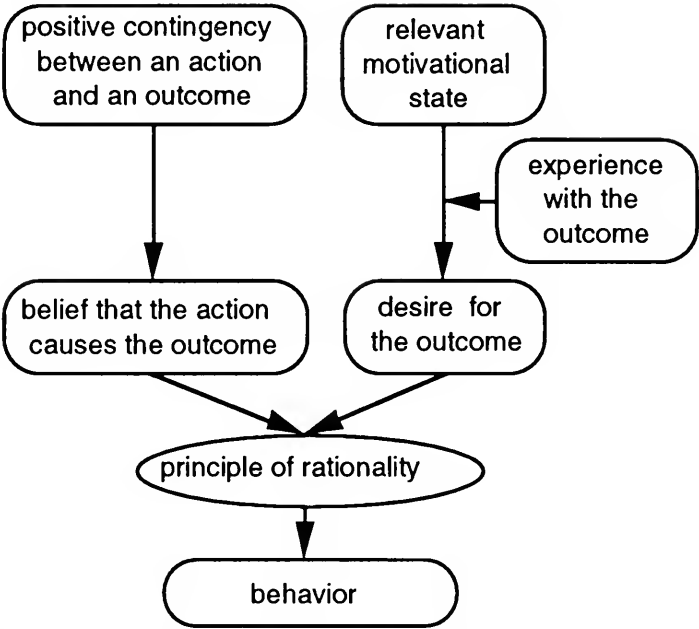 positive contingency
between an action
and an outcome
relevant
motivational
state
experience
with the
outcome
belief that the action
causes the outcome
desire for
the outcome
principle of rationality
behavior